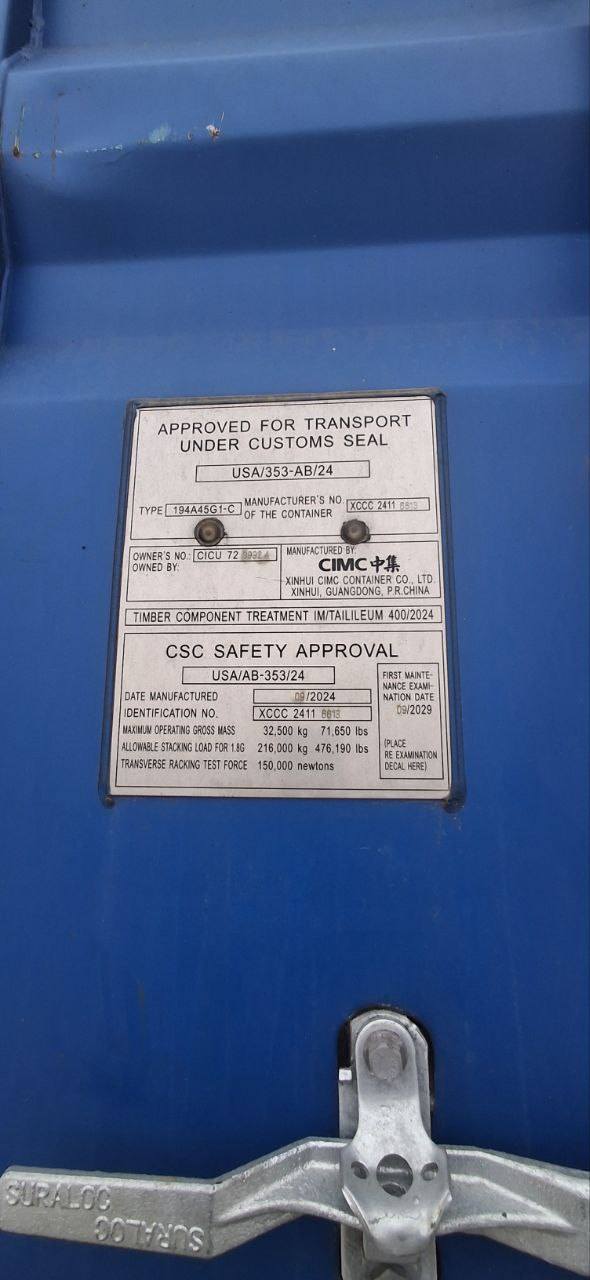 APPROVED FOR TRANSPORT
UNDER CUSTOMS SEAL
USA/353-AB/24
TYPE 194A45G1-C
MANUFACTURER'S NO.
OF THE CONTAINER
XCCC 2411
OWNER'S NO.: CICU 72
OWNED BY:
MANUFACTURED BY:
CIMC中集
XINHUI CIMC CONTAINER CO., LTD.
XINHUI, GUANGDONG, P.R.CHINA
TIMBER COMPONENT TREATMENT IM/TAILILEUM 400/2024
CSC SAFETY APPROVAL
USA/AB-353/24
DATE MANUFACTURED 09/2024
IDENTIFICATION NO. XCCC 2411
MAXIMUM OPERATING GROSS MASS 32,500 kg 71,650 lbs
ALLOWABLE STACKING LOAD FOR 1.8G 216,000 kg 476,190 lbs
TRANSVERSE RACKING TEST FORCE 150,000 newtons
FIRST MAINTE-
NANCE EXAMI-
NATION DATE
09/2029
(PLACE
RE EXAMINATION
DECAL HERE)
SURALOC
SURALOC